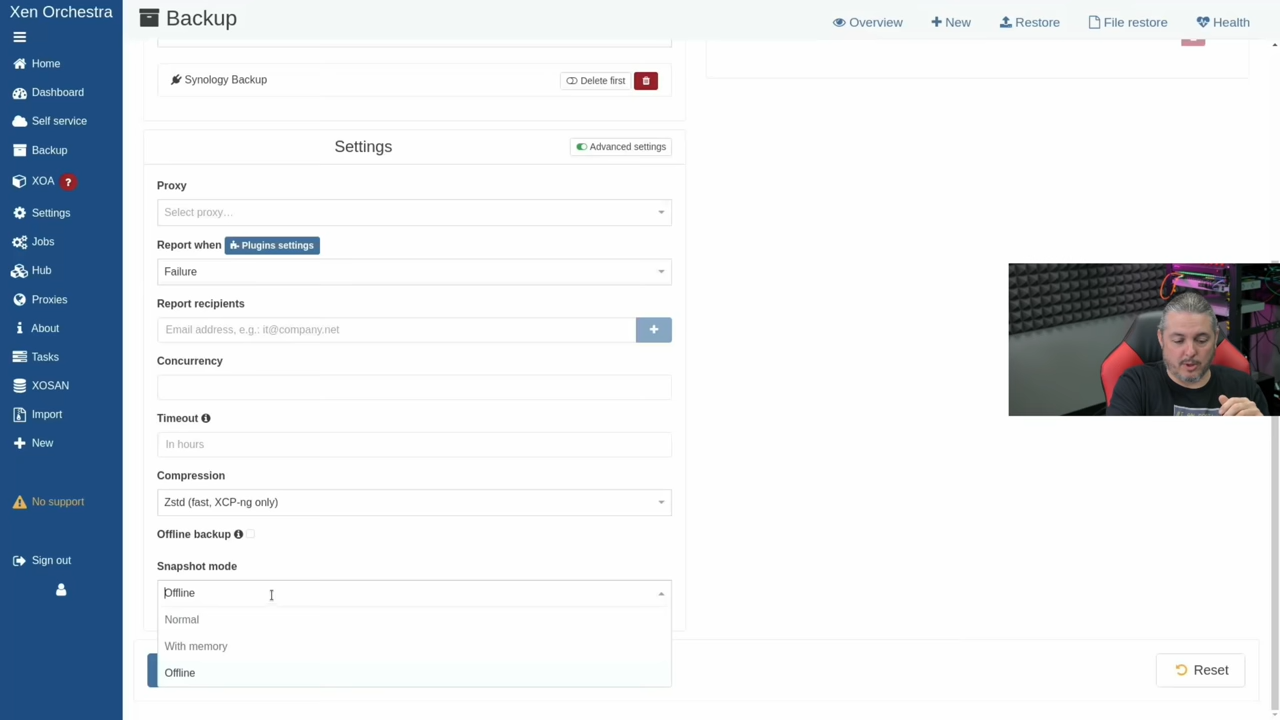 Xen Orchestra
Home
Dashboard
Self service
Backup
XOA ?
Settings
Jobs
Hub
Proxies
About
Tasks
XOSAN
Import
New
No support
Sign out
Backup
Overview
New
Restore
File restore
Health
Synology Backup
Delete first
Settings
Advanced settings
Proxy
Select proxy…
Report when Plugins settings
Failure
Report recipients
Email address, e.g.: it@company.net
Concurrency
Timeout
In hours
Compression
Zstd (fast, XCP-ng only)
Offline backup
Snapshot mode
Offline
Normal
With memory
Offline
Reset